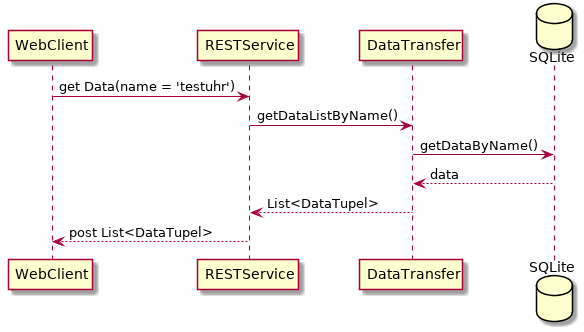 WebClient
RESTService
DataTransfer
SQLite
get Data(name = 'testuhr')
getDataListByName()
getDataByName()
data
List<DataTupel>
post List<DataTupel>
WebClient
RESTService
DataTransfer
SQLite